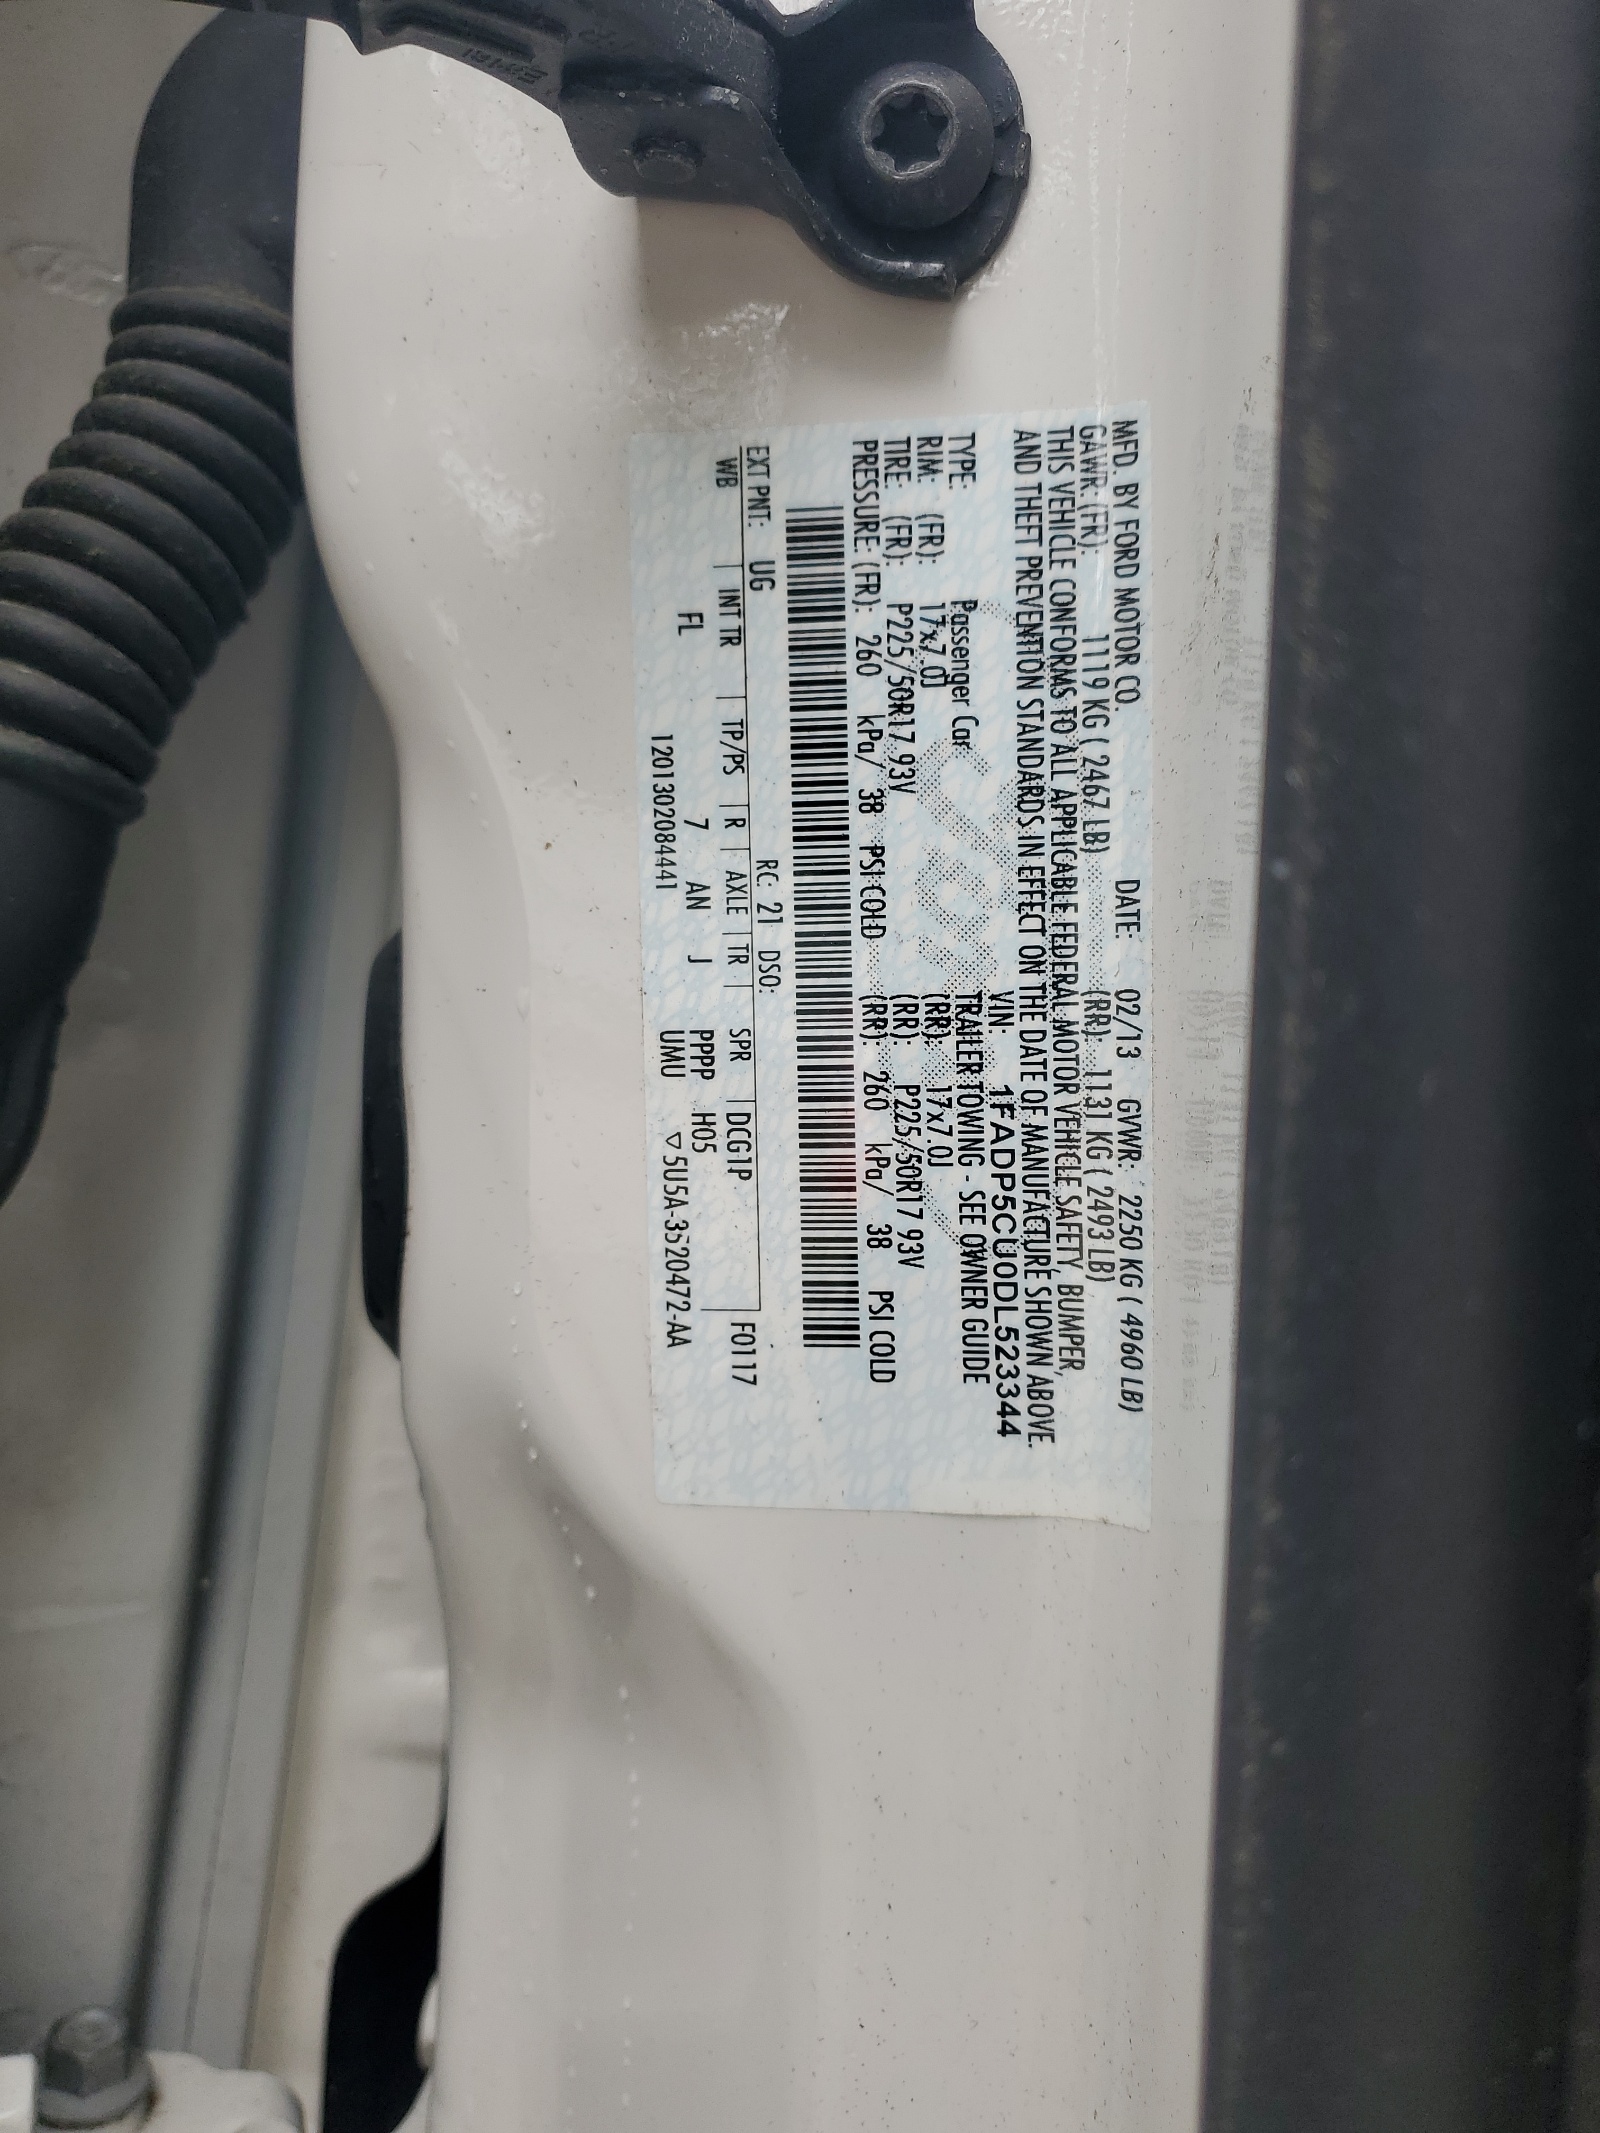 MFD. BY FORD MOTOR CO. DATE: 02/13 GVWR: 2250 KG ( 4960 LB)
GAWR: (FR): 1119 KG ( 2467 LB) (RR): 1131 KG ( 2493 LB)
THIS VEHICLE CONFORMS TO ALL APPLICABLE FEDERAL MOTOR VEHICLE SAFETY, BUMPER,
AND THEFT PREVENTION STANDARDS IN EFFECT ON THE DATE OF MANUFACTURE SHOWN ABOVE.
VIN: 1FADP5CU0DL523344
TYPE: Passenger Car TRAILER TOWING - SEE OWNER GUIDE
RIM: (FR): 17x7.0J (RR): 17x7.0J
TIRE: (FR): P225/50R17 93V (RR): P225/50R17 93V
PRESSURE: (FR): 260 kPa/ 38 PSI COLD (RR): 260 kPa/ 38 PSI COLD
EXT PNT: UG RC: 21 DSO: F0117
WB INT TR TP/PS R AXLE TR SPR DCG1P
FL 7 AN J PPPP H05
1201302084441 UMU ▽5U5A-3520472-AA